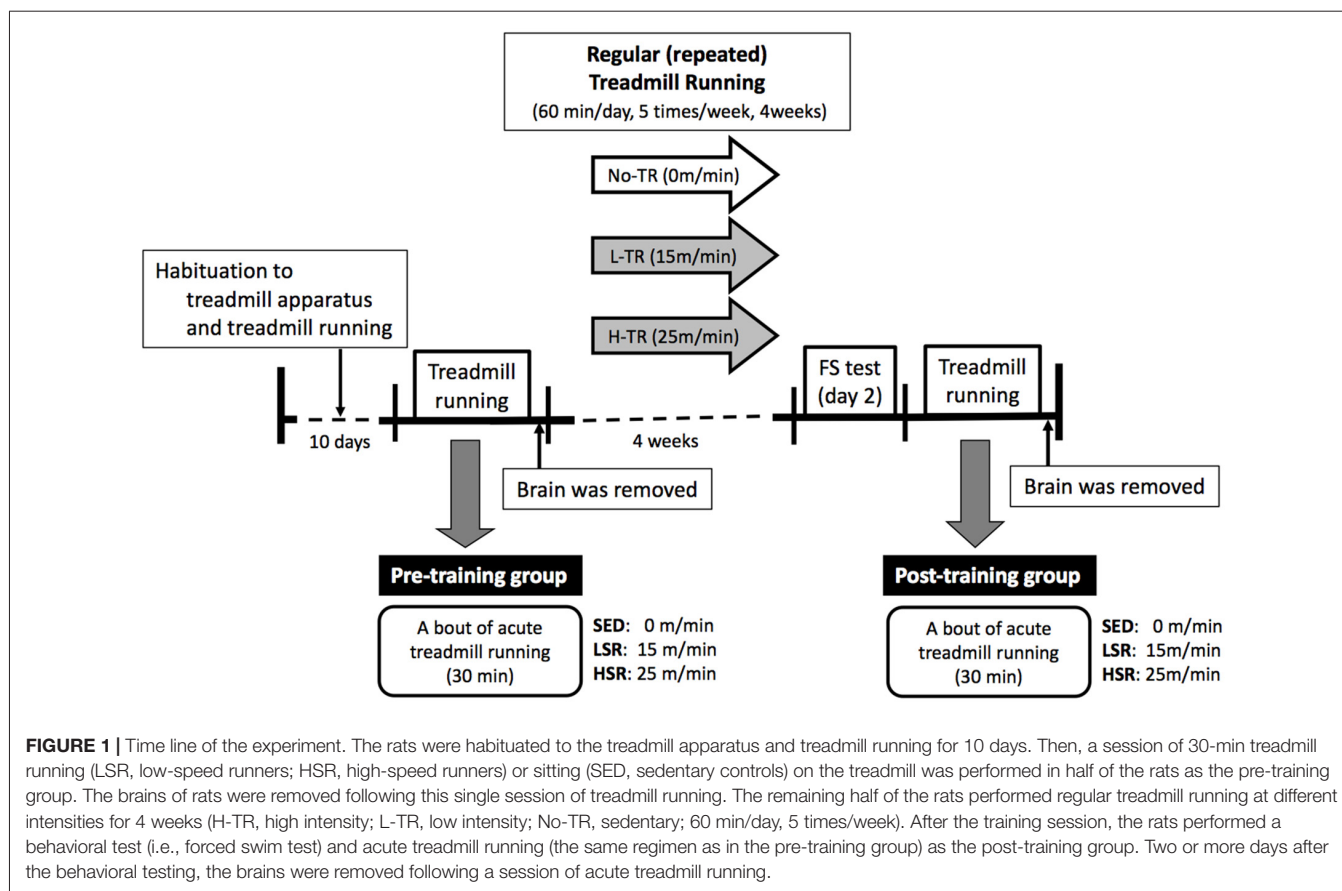 Regular (repeated)
Treadmill Running
(60 min/day, 5 times/week, 4weeks)
No-TR (0m/min)
L-TR (15m/min)
H-TR (25m/min)
Habituation to
treadmill apparatus
and treadmill running
Treadmill
running
FS test
(day 2)
Treadmill
running
10 days
4 weeks
Brain was removed
Brain was removed
Pre-training group
A bout of acute
treadmill running
(30 min)
SED: 0 m/min
LSR: 15 m/min
HSR: 25 m/min
Post-training group
A bout of acute
treadmill running
(30 min)
SED: 0 m/min
LSR: 15m/min
HSR: 25m/min
FIGURE 1 | Time line of the experiment. The rats were habituated to the treadmill apparatus and treadmill running for 10 days. Then, a session of 30-min treadmill
running (LSR, low-speed runners; HSR, high-speed runners) or sitting (SED, sedentary controls) on the treadmill was performed in half of the rats as the pre-training
group. The brains of rats were removed following this single session of treadmill running. The remaining half of the rats performed regular treadmill running at different
intensities for 4 weeks (H-TR, high intensity; L-TR, low intensity; No-TR, sedentary; 60 min/day, 5 times/week). After the training session, the rats performed a
behavioral test (i.e., forced swim test) and acute treadmill running (the same regimen as in the pre-training group) as the post-training group. Two or more days after
the behavioral testing, the brains were removed following a session of acute treadmill running.